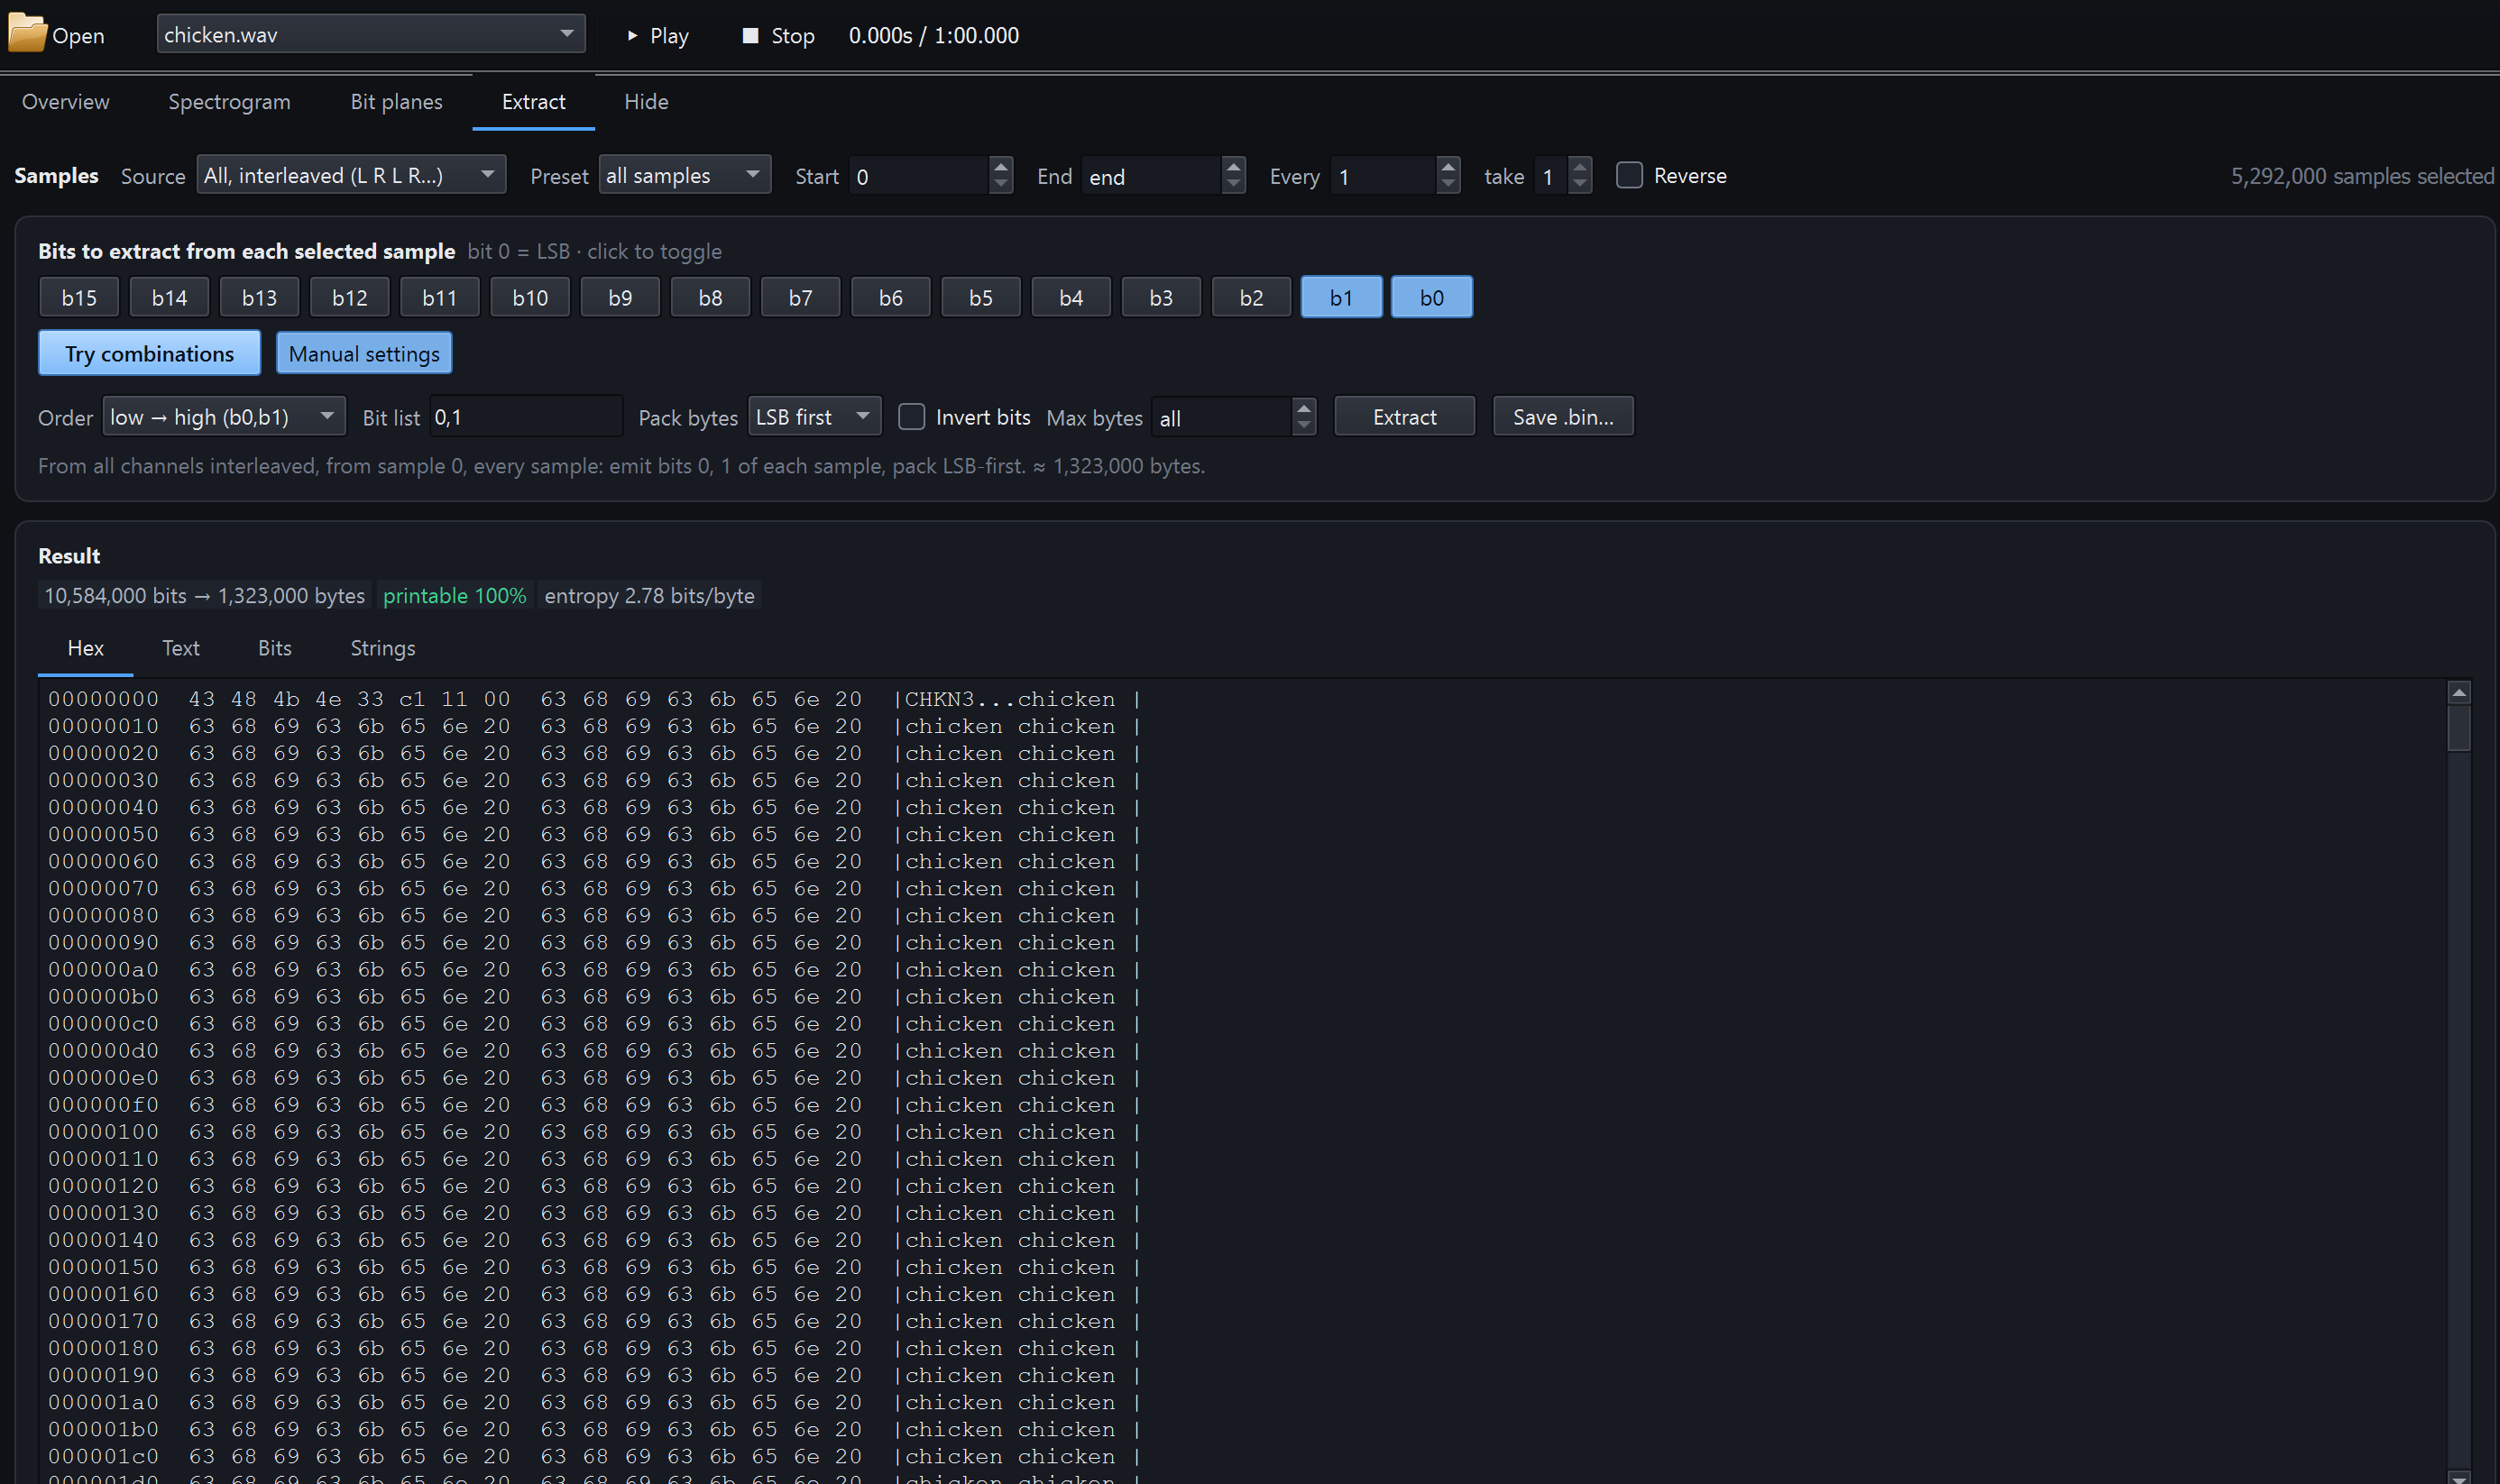 Open chicken.wav Play Stop 0.000s / 1:00.000
Overview Spectrogram Bit planes Extract Hide
Samples Source All, interleaved (L R L R...) Preset all samples Start 0 End end Every 1 take 1 Reverse 5,292,000 samples selected
Bits to extract from each selected sample bit 0 = LSB · click to toggle
b15 b14 b13 b12 b11 b10 b9 b8 b7 b6 b5 b4 b3 b2 b1 b0
Try combinations Manual settings
Order low → high (b0,b1) Bit list 0,1 Pack bytes LSB first Invert bits Max bytes all Extract Save .bin...
From all channels interleaved, from sample 0, every sample: emit bits 0, 1 of each sample, pack LSB-first. ≈ 1,323,000 bytes.
Result
10,584,000 bits → 1,323,000 bytes printable 100% entropy 2.78 bits/byte
Hex Text Bits Strings
00000000 43 48 4b 4e 33 c1 11 00 63 68 69 63 6b 65 6e 20 |CHKN3...chicken |
00000010 63 68 69 63 6b 65 6e 20 63 68 69 63 6b 65 6e 20 |chicken chicken |
00000020 63 68 69 63 6b 65 6e 20 63 68 69 63 6b 65 6e 20 |chicken chicken |
00000030 63 68 69 63 6b 65 6e 20 63 68 69 63 6b 65 6e 20 |chicken chicken |
00000040 63 68 69 63 6b 65 6e 20 63 68 69 63 6b 65 6e 20 |chicken chicken |
00000050 63 68 69 63 6b 65 6e 20 63 68 69 63 6b 65 6e 20 |chicken chicken |
00000060 63 68 69 63 6b 65 6e 20 63 68 69 63 6b 65 6e 20 |chicken chicken |
00000070 63 68 69 63 6b 65 6e 20 63 68 69 63 6b 65 6e 20 |chicken chicken |
00000080 63 68 69 63 6b 65 6e 20 63 68 69 63 6b 65 6e 20 |chicken chicken |
00000090 63 68 69 63 6b 65 6e 20 63 68 69 63 6b 65 6e 20 |chicken chicken |
000000a0 63 68 69 63 6b 65 6e 20 63 68 69 63 6b 65 6e 20 |chicken chicken |
000000b0 63 68 69 63 6b 65 6e 20 63 68 69 63 6b 65 6e 20 |chicken chicken |
000000c0 63 68 69 63 6b 65 6e 20 63 68 69 63 6b 65 6e 20 |chicken chicken |
000000d0 63 68 69 63 6b 65 6e 20 63 68 69 63 6b 65 6e 20 |chicken chicken |
000000e0 63 68 69 63 6b 65 6e 20 63 68 69 63 6b 65 6e 20 |chicken chicken |
000000f0 63 68 69 63 6b 65 6e 20 63 68 69 63 6b 65 6e 20 |chicken chicken |
00000100 63 68 69 63 6b 65 6e 20 63 68 69 63 6b 65 6e 20 |chicken chicken |
00000110 63 68 69 63 6b 65 6e 20 63 68 69 63 6b 65 6e 20 |chicken chicken |
00000120 63 68 69 63 6b 65 6e 20 63 68 69 63 6b 65 6e 20 |chicken chicken |
00000130 63 68 69 63 6b 65 6e 20 63 68 69 63 6b 65 6e 20 |chicken chicken |
00000140 63 68 69 63 6b 65 6e 20 63 68 69 63 6b 65 6e 20 |chicken chicken |
00000150 63 68 69 63 6b 65 6e 20 63 68 69 63 6b 65 6e 20 |chicken chicken |
00000160 63 68 69 63 6b 65 6e 20 63 68 69 63 6b 65 6e 20 |chicken chicken |
00000170 63 68 69 63 6b 65 6e 20 63 68 69 63 6b 65 6e 20 |chicken chicken |
00000180 63 68 69 63 6b 65 6e 20 63 68 69 63 6b 65 6e 20 |chicken chicken |
00000190 63 68 69 63 6b 65 6e 20 63 68 69 63 6b 65 6e 20 |chicken chicken |
000001a0 63 68 69 63 6b 65 6e 20 63 68 69 63 6b 65 6e 20 |chicken chicken |
000001b0 63 68 69 63 6b 65 6e 20 63 68 69 63 6b 65 6e 20 |chicken chicken |
000001c0 63 68 69 63 6b 65 6e 20 63 68 69 63 6b 65 6e 20 |chicken chicken |